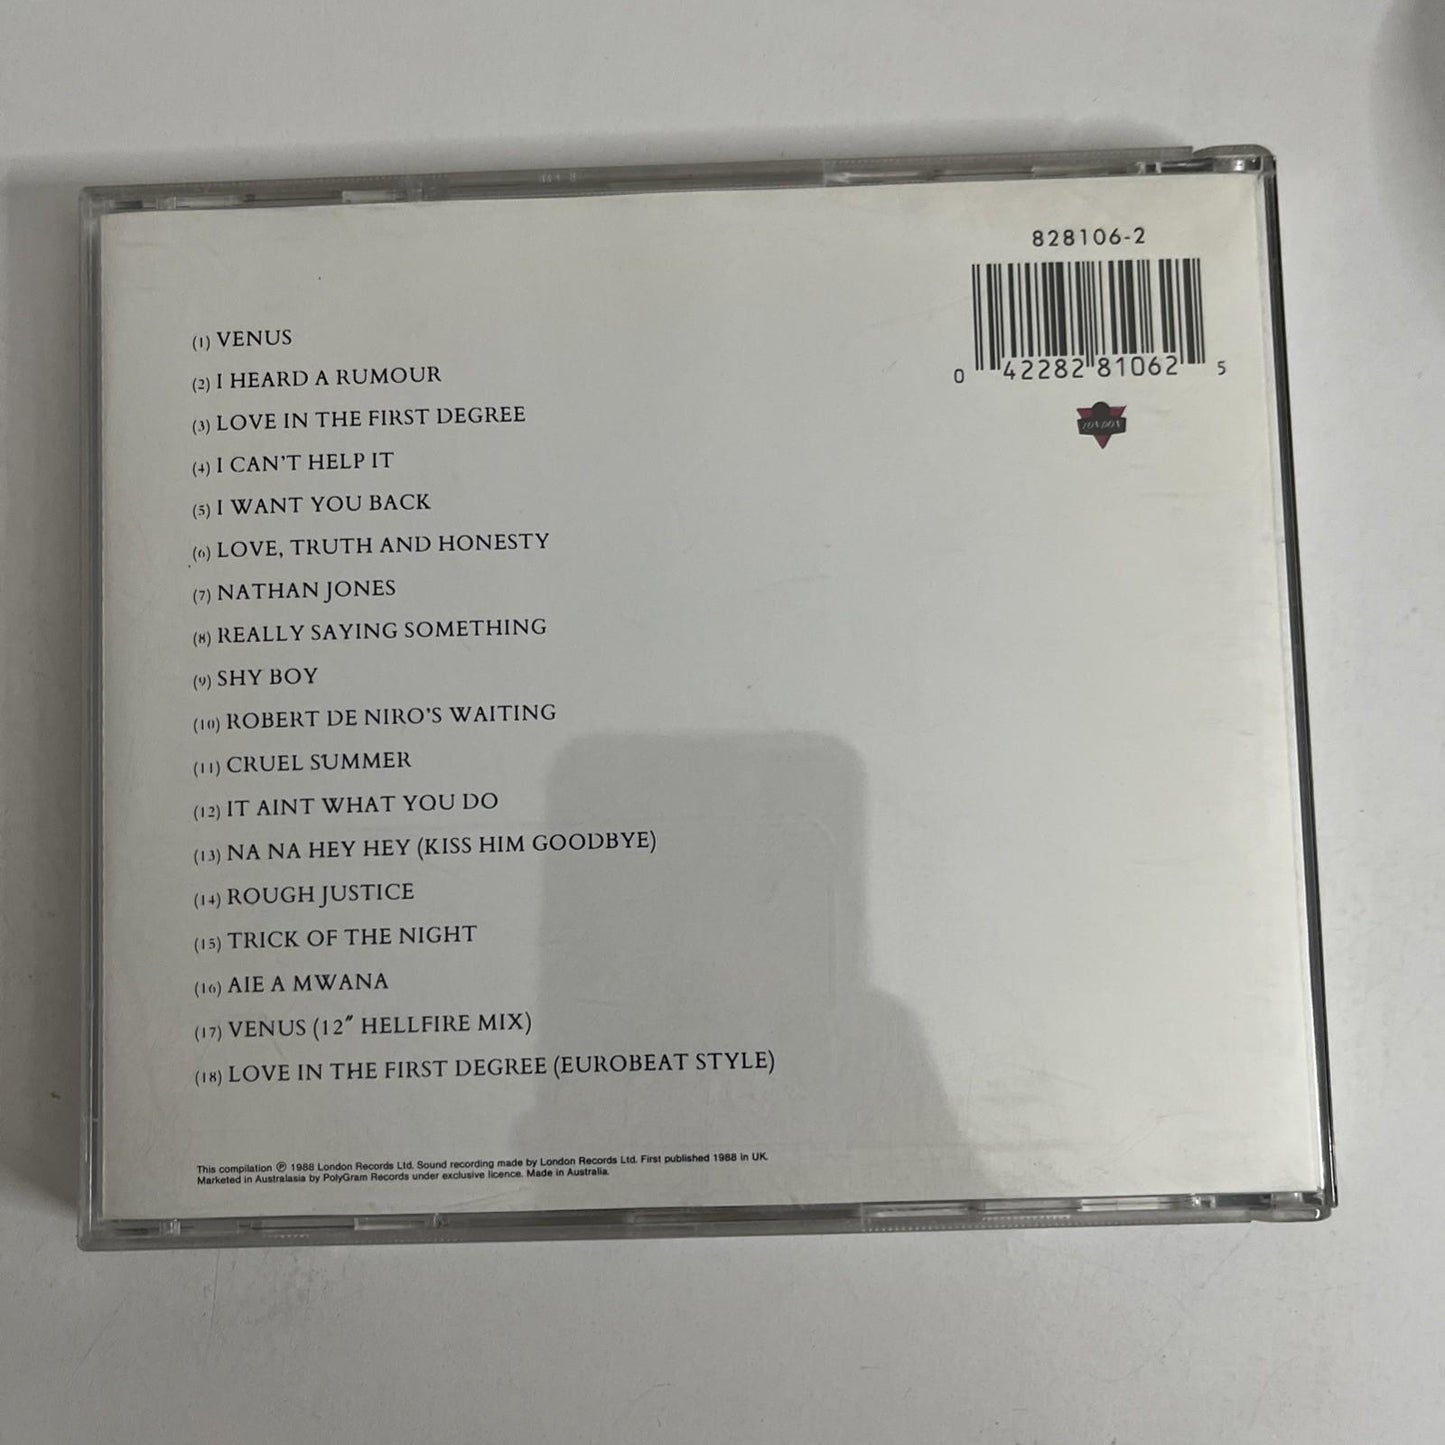 828106-2
0 42282 81062 5
LONDON
(1) VENUS
(2) I HEARD A RUMOUR
(3) LOVE IN THE FIRST DEGREE
(4) I CAN'T HELP IT
(5) I WANT YOU BACK
(6) LOVE, TRUTH AND HONESTY
(7) NATHAN JONES
(8) REALLY SAYING SOMETHING
(9) SHY BOY
(10) ROBERT DE NIRO'S WAITING
(11) CRUEL SUMMER
(12) IT AINT WHAT YOU DO
(13) NA NA HEY HEY (KISS HIM GOODBYE)
(14) ROUGH JUSTICE
(15) TRICK OF THE NIGHT
(16) AIE A MWANA
(17) VENUS (12″ HELLFIRE MIX)
(18) LOVE IN THE FIRST DEGREE (EUROBEAT STYLE)
This compilation ℗ 1988 London Records Ltd. Sound recording made by London Records Ltd. First published 1988 in UK.
Marketed in Australasia by PolyGram Records under exclusive licence. Made in Australia.